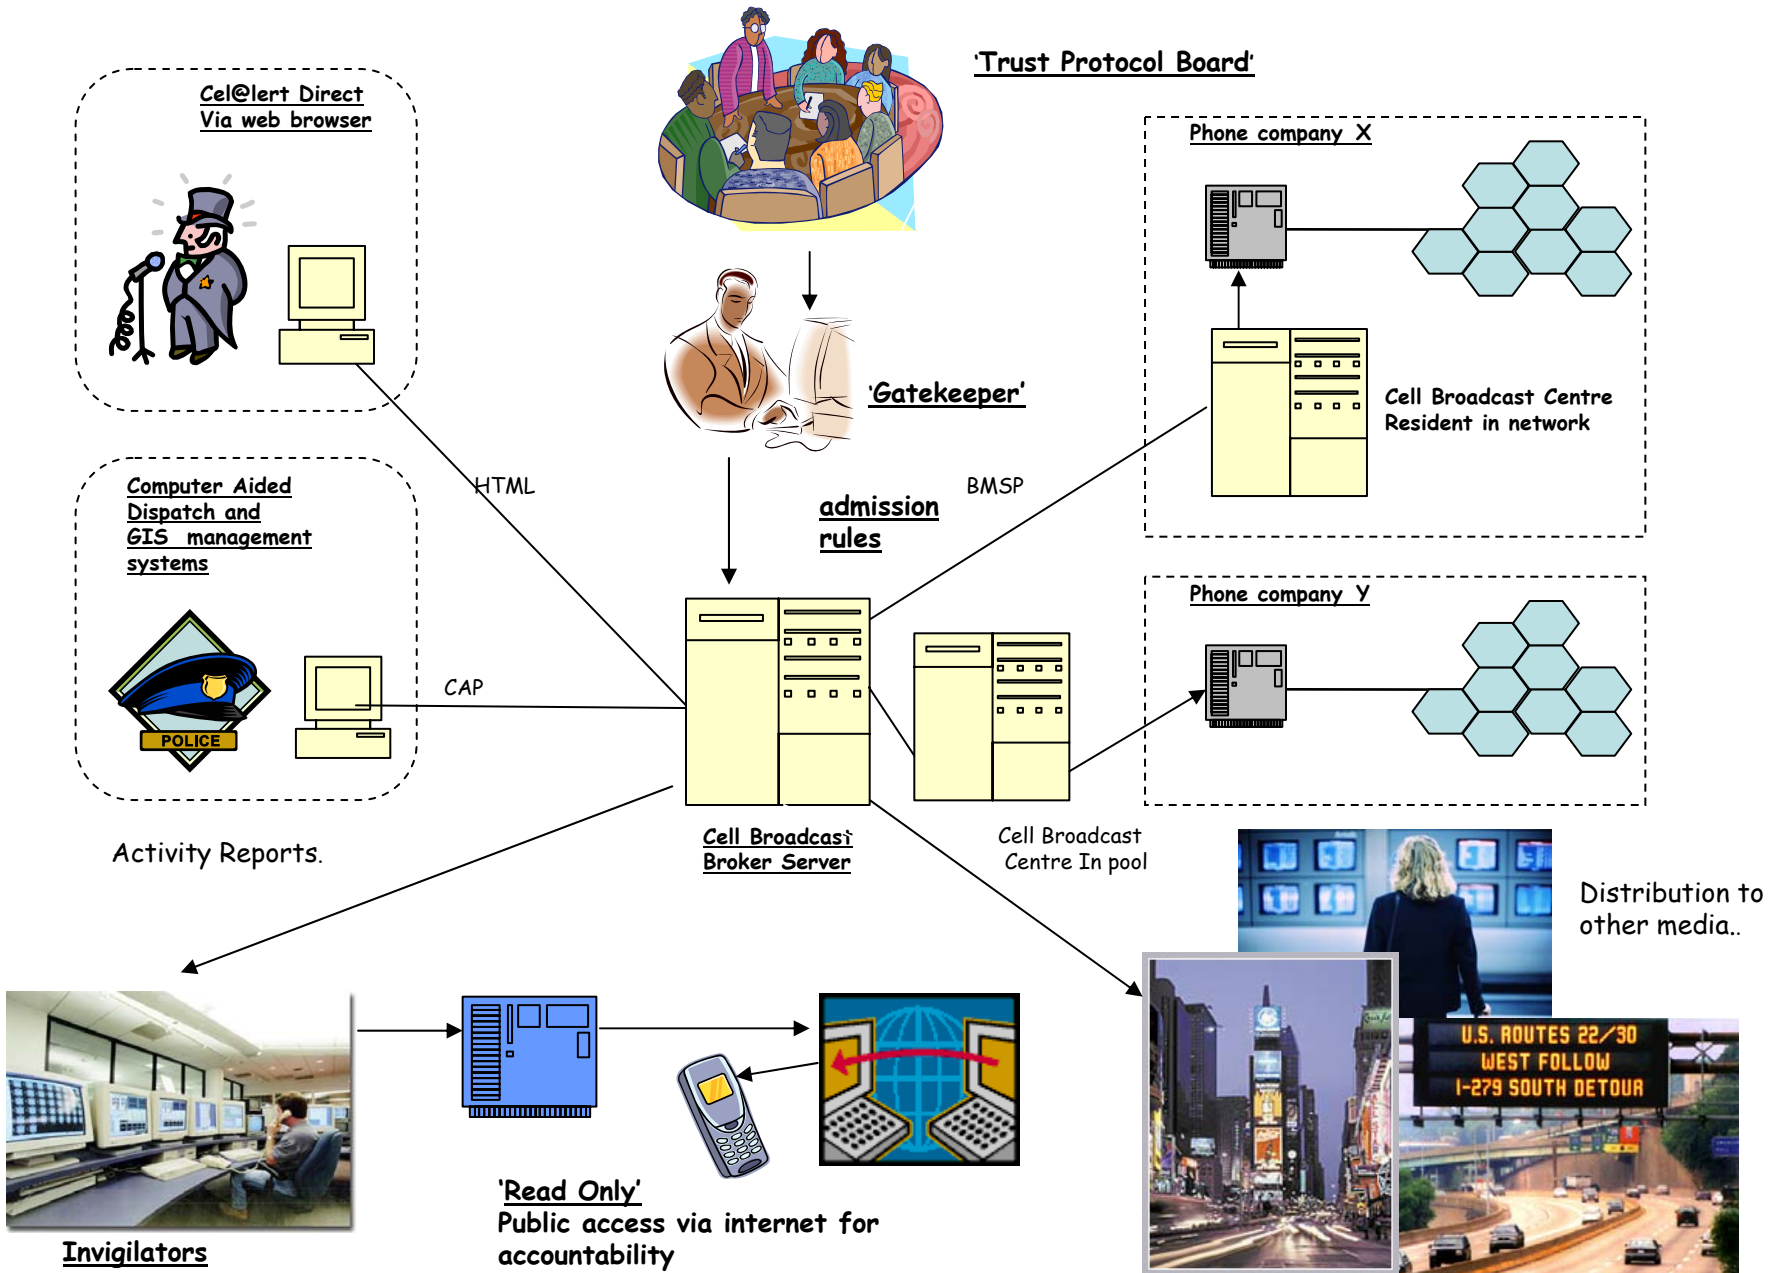 'Trust Protocol Board'
Cel@lert Direct
Via web browser
Phone company X
Cell Broadcast Centre
Resident in network
'Gatekeeper'
HTML
BMSP
admission
rules
Computer Aided
Dispatch and
GIS management
systems
POLICE
CAP
Phone company Y
Cell Broadcast
Broker Server
Cell Broadcast
Centre In pool
Activity Reports.
Distribution to
other media..
U.S. ROUTES 22/30
WEST FOLLOW
I-279 SOUTH DETOUR
'Read Only'
Public access via internet for
accountability
Invigilators